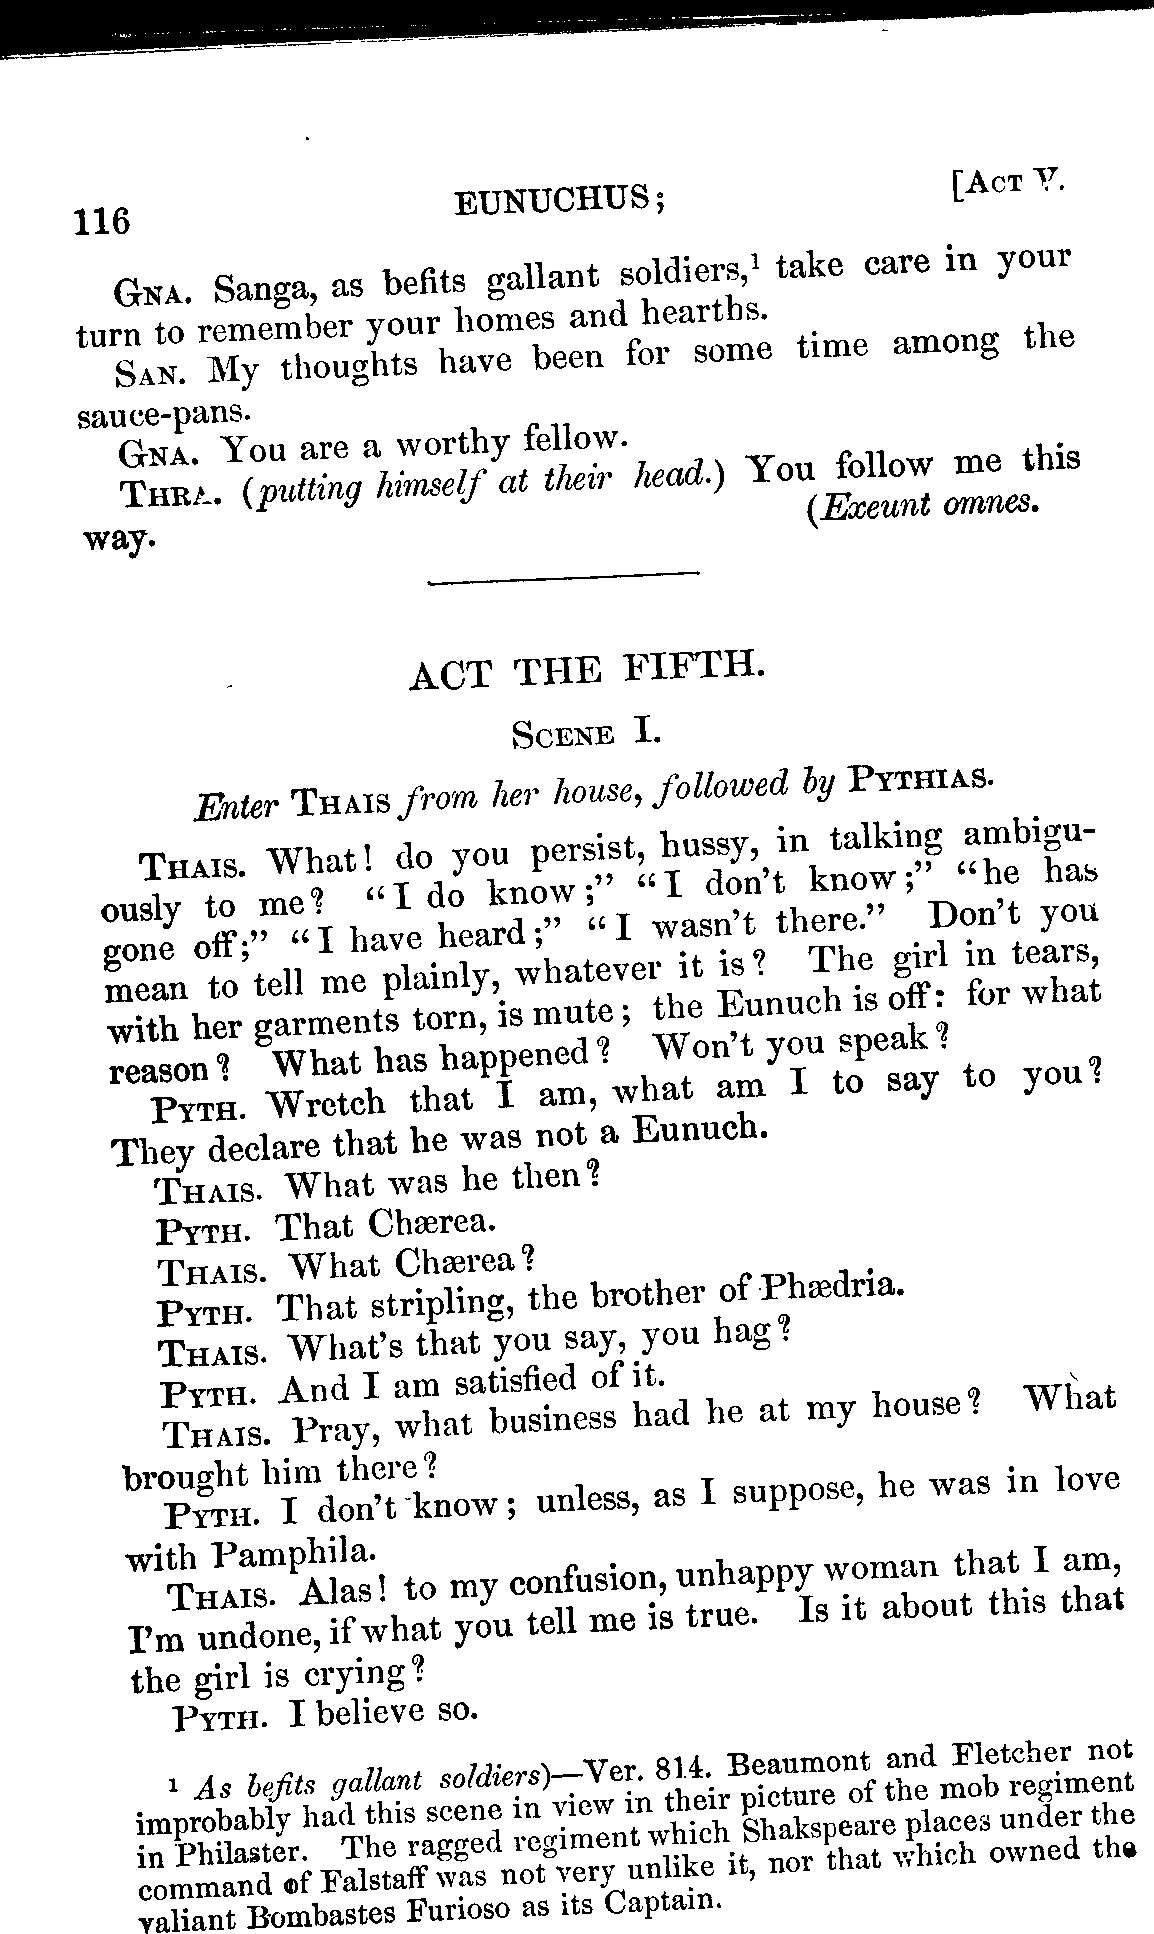 116 EUNUCHUS; [ACT V.
GNA. Sanga, as befits gallant soldiers,¹ take care in your
turn to remember your homes and hearths.
SAN. My thoughts have been for some time among the
sauce-pans.
GNA. You are a worthy fellow.
THRA. (putting himself at their head.) You follow me this
way. (Exeunt omnes.
ACT THE FIFTH.
SCENE I.
Enter THAIS from her house, followed by PYTHIAS.
THAIS. What! do you persist, hussy, in talking ambigu-
ously to me? "I do know;" "I don't know;" "he has
gone off;" "I have heard;" "I wasn't there." Don't you
mean to tell me plainly, whatever it is? The girl in tears,
with her garments torn, is mute; the Eunuch is off: for what
reason? What has happened? Won't you speak?
PYTH. Wretch that I am, what am I to say to you?
They declare that he was not a Eunuch.
THAIS. What was he then?
PYTH. That Chærea.
THAIS. What Chærea?
PYTH. That stripling, the brother of Phædria.
THAIS. What's that you say, you hag?
PYTH. And I am satisfied of it.
THAIS. Pray, what business had he at my house? What
brought him there?
PYTH. I don't know; unless, as I suppose, he was in love
with Pamphila.
THAIS. Alas! to my confusion, unhappy woman that I am,
I'm undone, if what you tell me is true. Is it about this that
the girl is crying?
PYTH. I believe so.
¹ As befits gallant soldiers)—Ver. 814. Beaumont and Fletcher not
improbably had this scene in view in their picture of the mob regiment
in Philaster. The ragged regiment which Shakspeare places under the
command of Falstaff was not very unlike it, nor that which owned the
valiant Bombastes Furioso as its Captain.